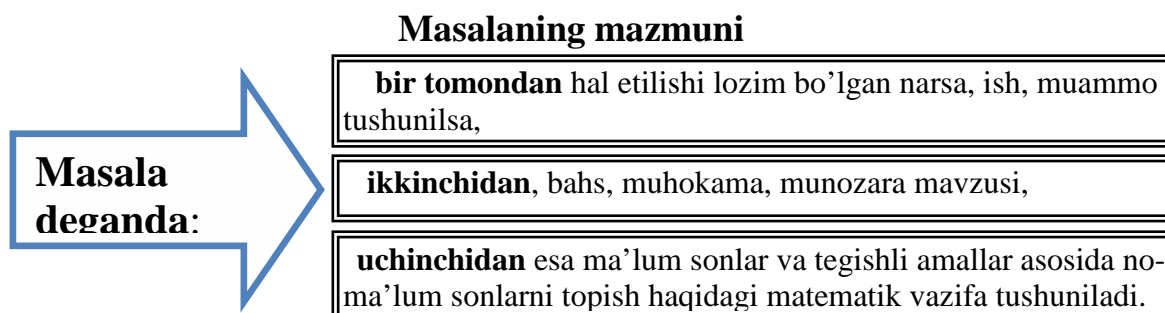 Masalaning mazmuni
Masala
deganda:
bir tomondan hal etilishi lozim bo’lgan narsa, ish, muammo
tushunilsa,
ikkinchidan, bahs, muhokama, munozara mavzusi,
uchinchidan esa ma’lum sonlar va tegishli amallar asosida no-
ma’lum sonlarni topish haqidagi matematik vazifa tushuniladi.